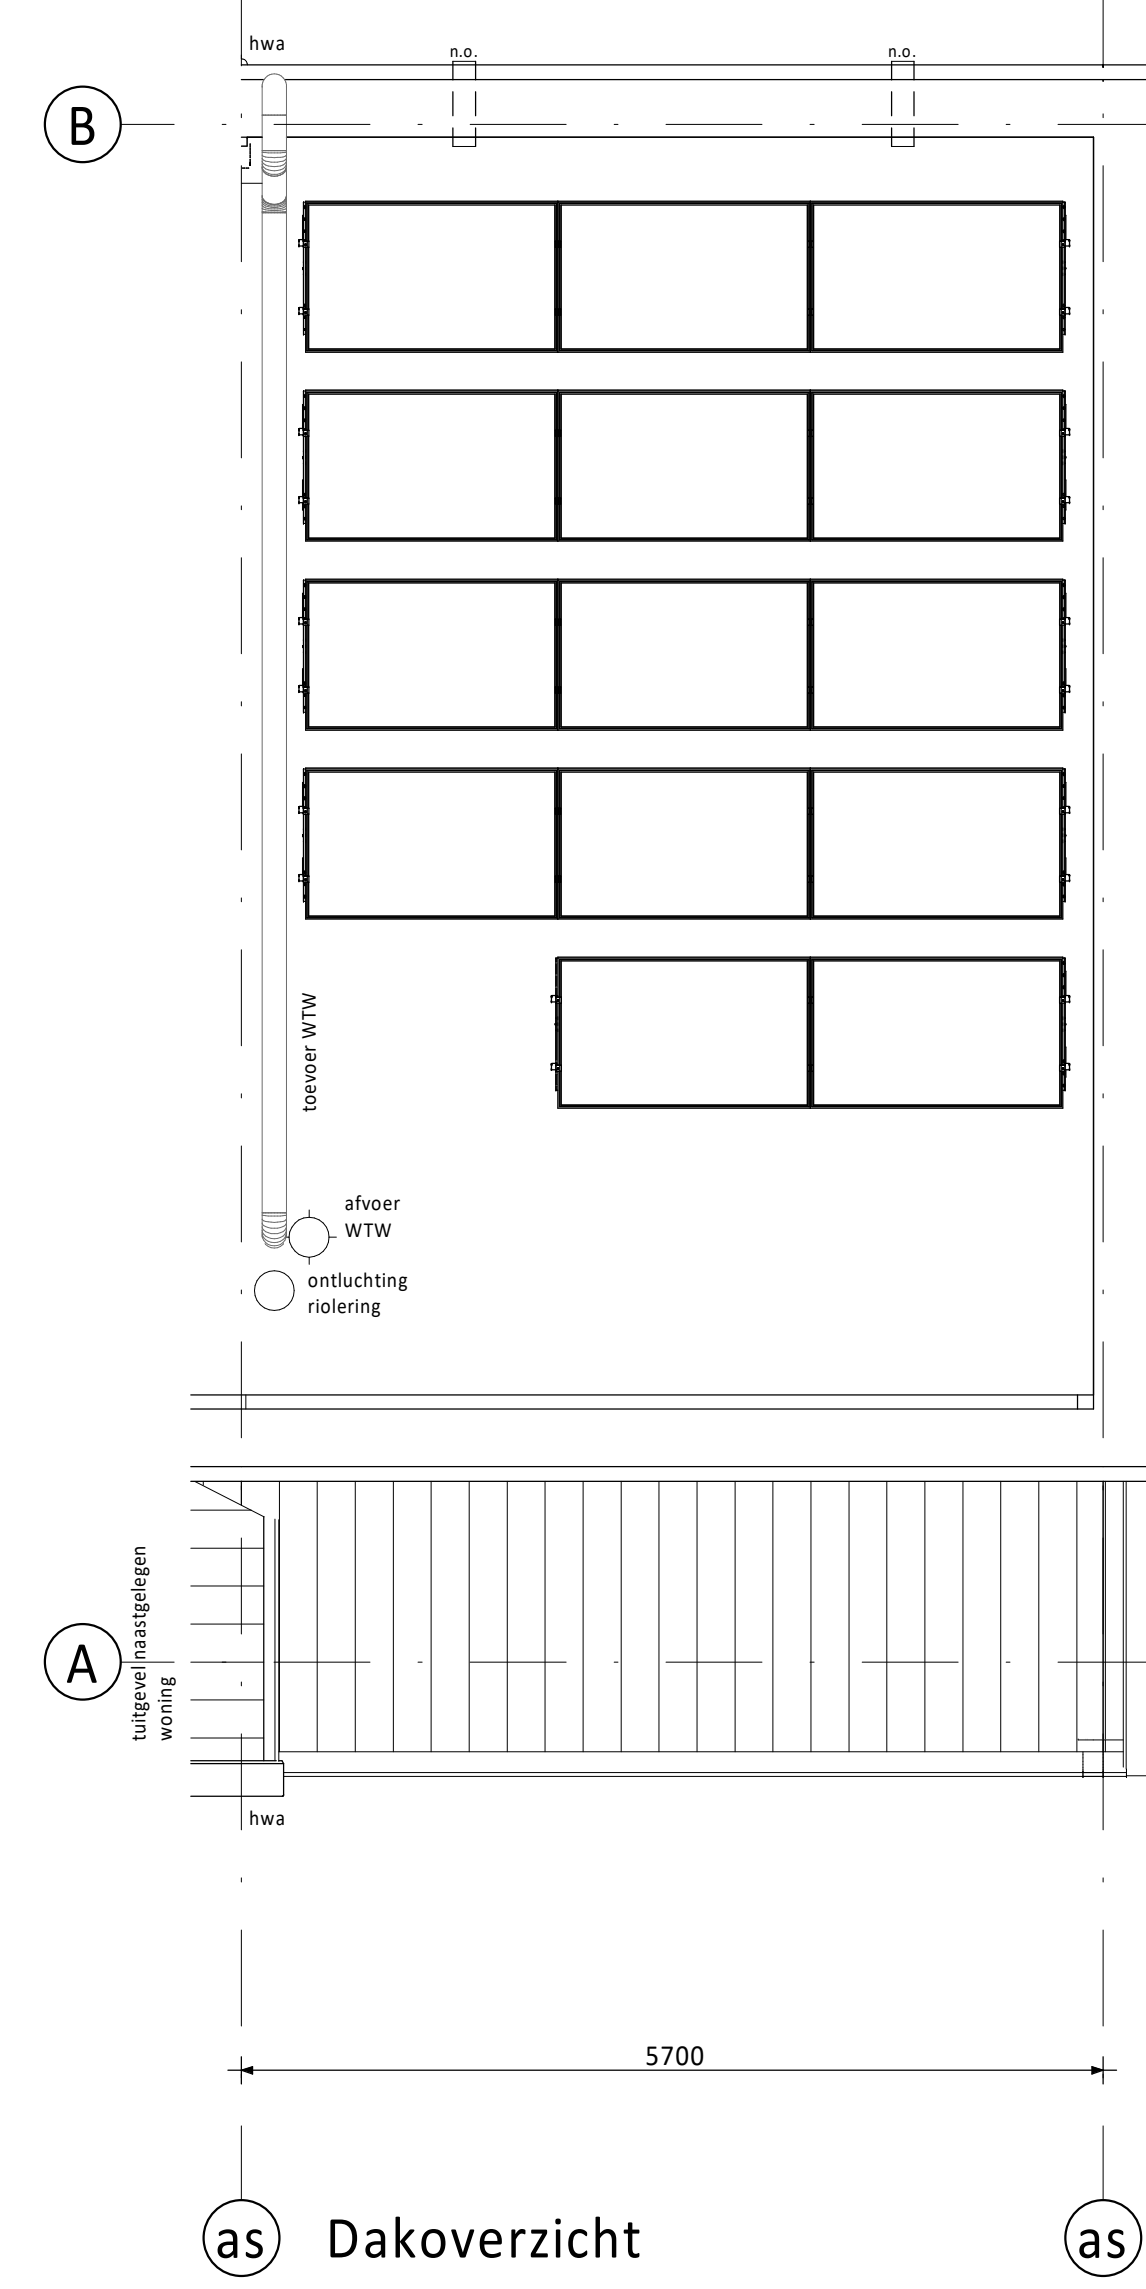 hwa
n.o.
n.o.
B
toevoer WTW
afvoer
WTW
ontluchting
riolering
A
tuitgevel naastgelegen
woning
hwa
5700
as
Dakoverzicht
as